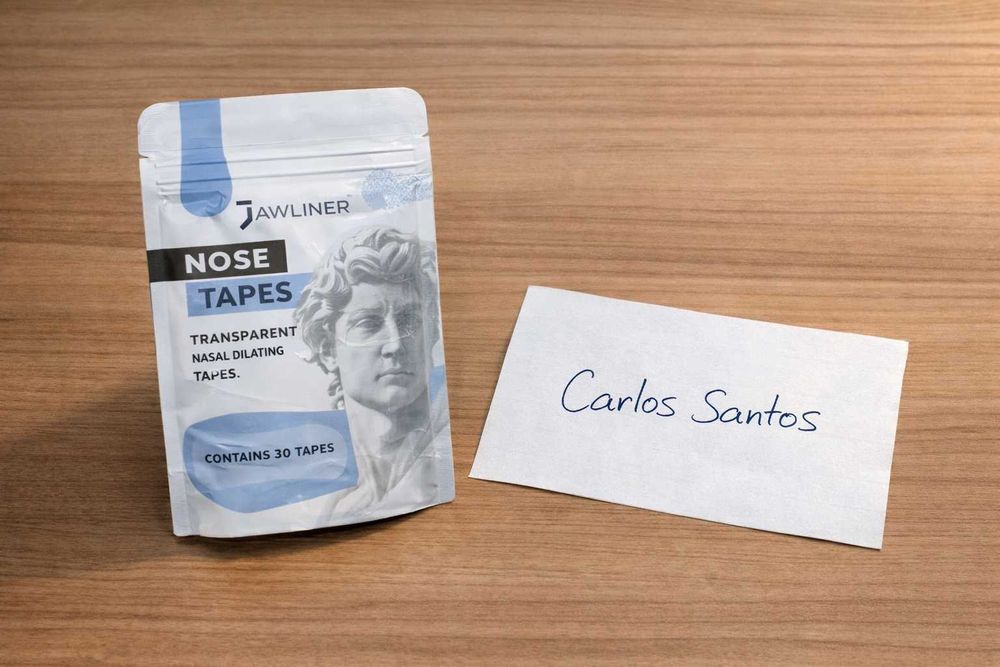 JAWLINER
NOSE
TAPES
TRANSPARENT
NASAL DILATING
TAPES.
CONTAINS 30 TAPES
Carlos Santos